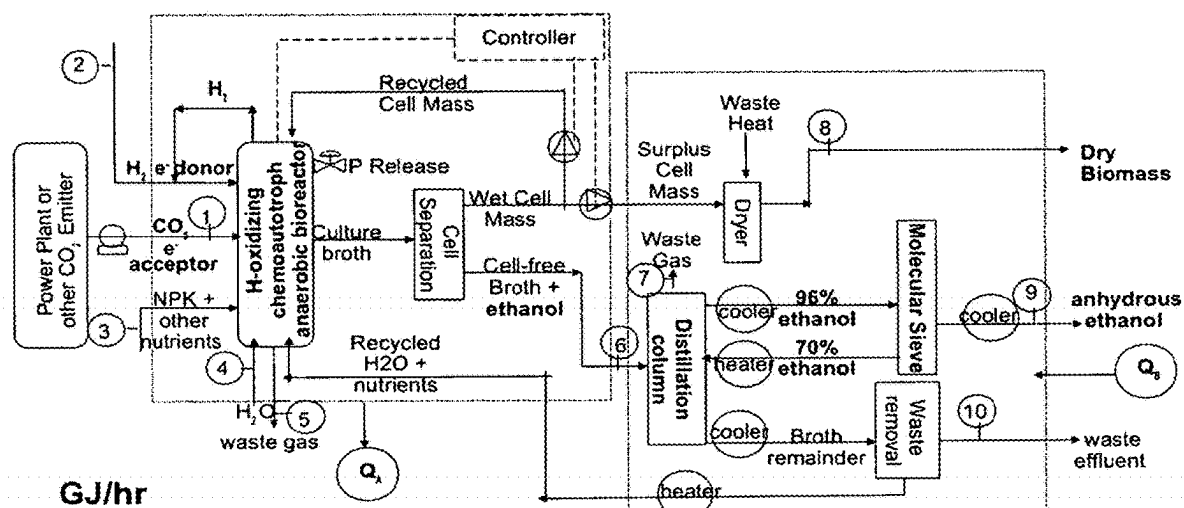 Controller
2
Recycled
Cell Mass
H2
Waste
Heat
8
Dry
Biomass
H2 e- donor
P Release
Surplus
Cell
Mass
Power Plant or
other CO2 Emitter
1
CO2
e-
acceptor
H-oxidizing
chemoautotroph
anaerobic bioreactor
Culture
broth
Cell
Separation
Wet Cell
Mass
Dryer
Waste
Gas
7
Cell-free
Broth +
ethanol
3
NPK +
other
nutrients
cooler
96%
ethanol
Molecular Sieve
cooler
9
anhydrous
ethanol
Distillation
column
6
Recycled
H2O +
nutrients
heater
70%
ethanol
QB
4
H2O
5
waste gas
QA
cooler
Broth
remainder
Waste
removal
10
waste
effluent
heater
GJ/hr